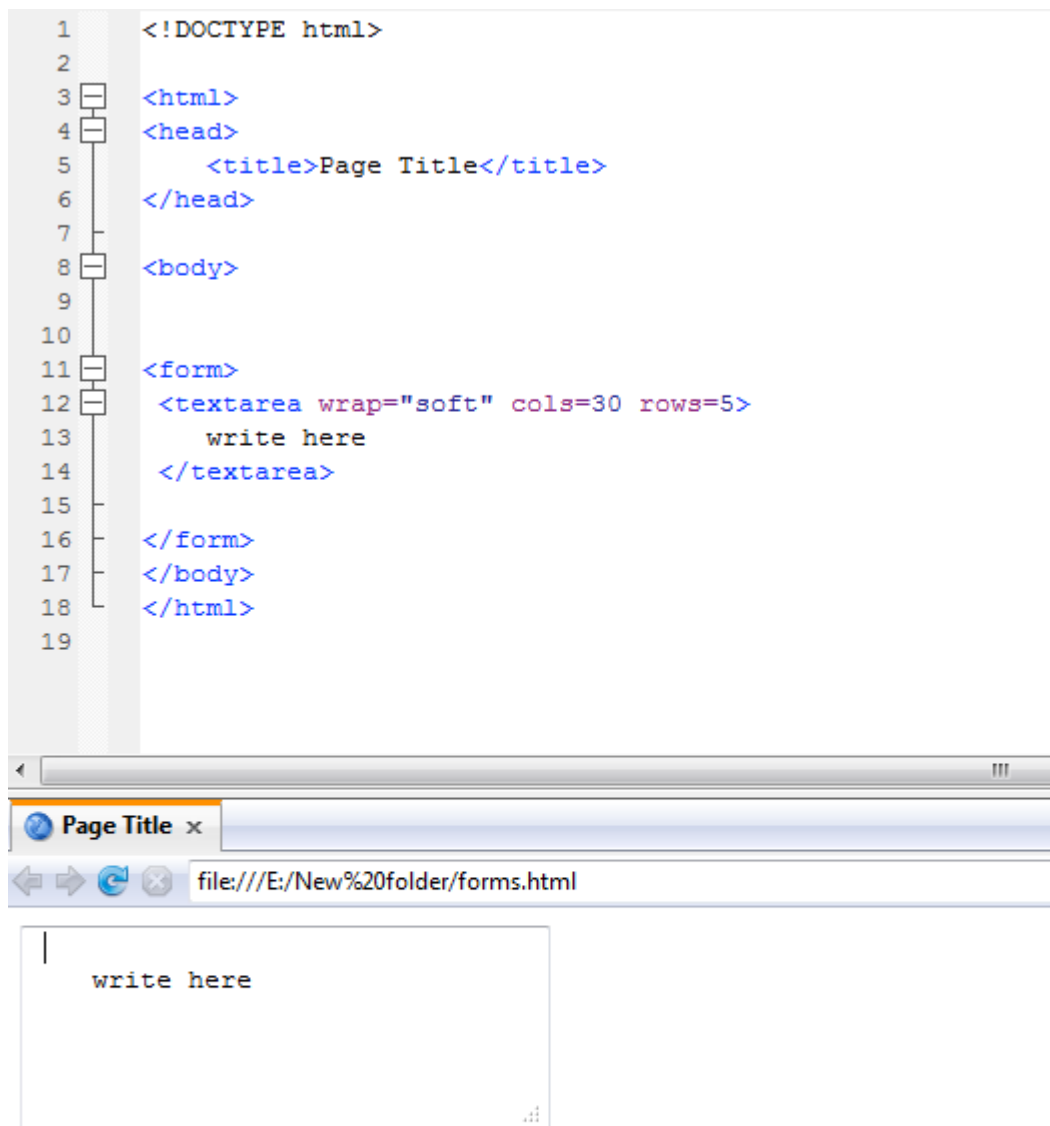 1 <!DOCTYPE html>
2
3 <html>
4 <head>
5 <title>Page Title</title>
6 </head>
7
8 <body>
9
10
11 <form>
12 <textarea wrap="soft" cols=30 rows=5>
13 write here
14 </textarea>
15
16 </form>
17 </body>
18 </html>
19
Page Title x
file:///E:/New%20folder/forms.html
write here